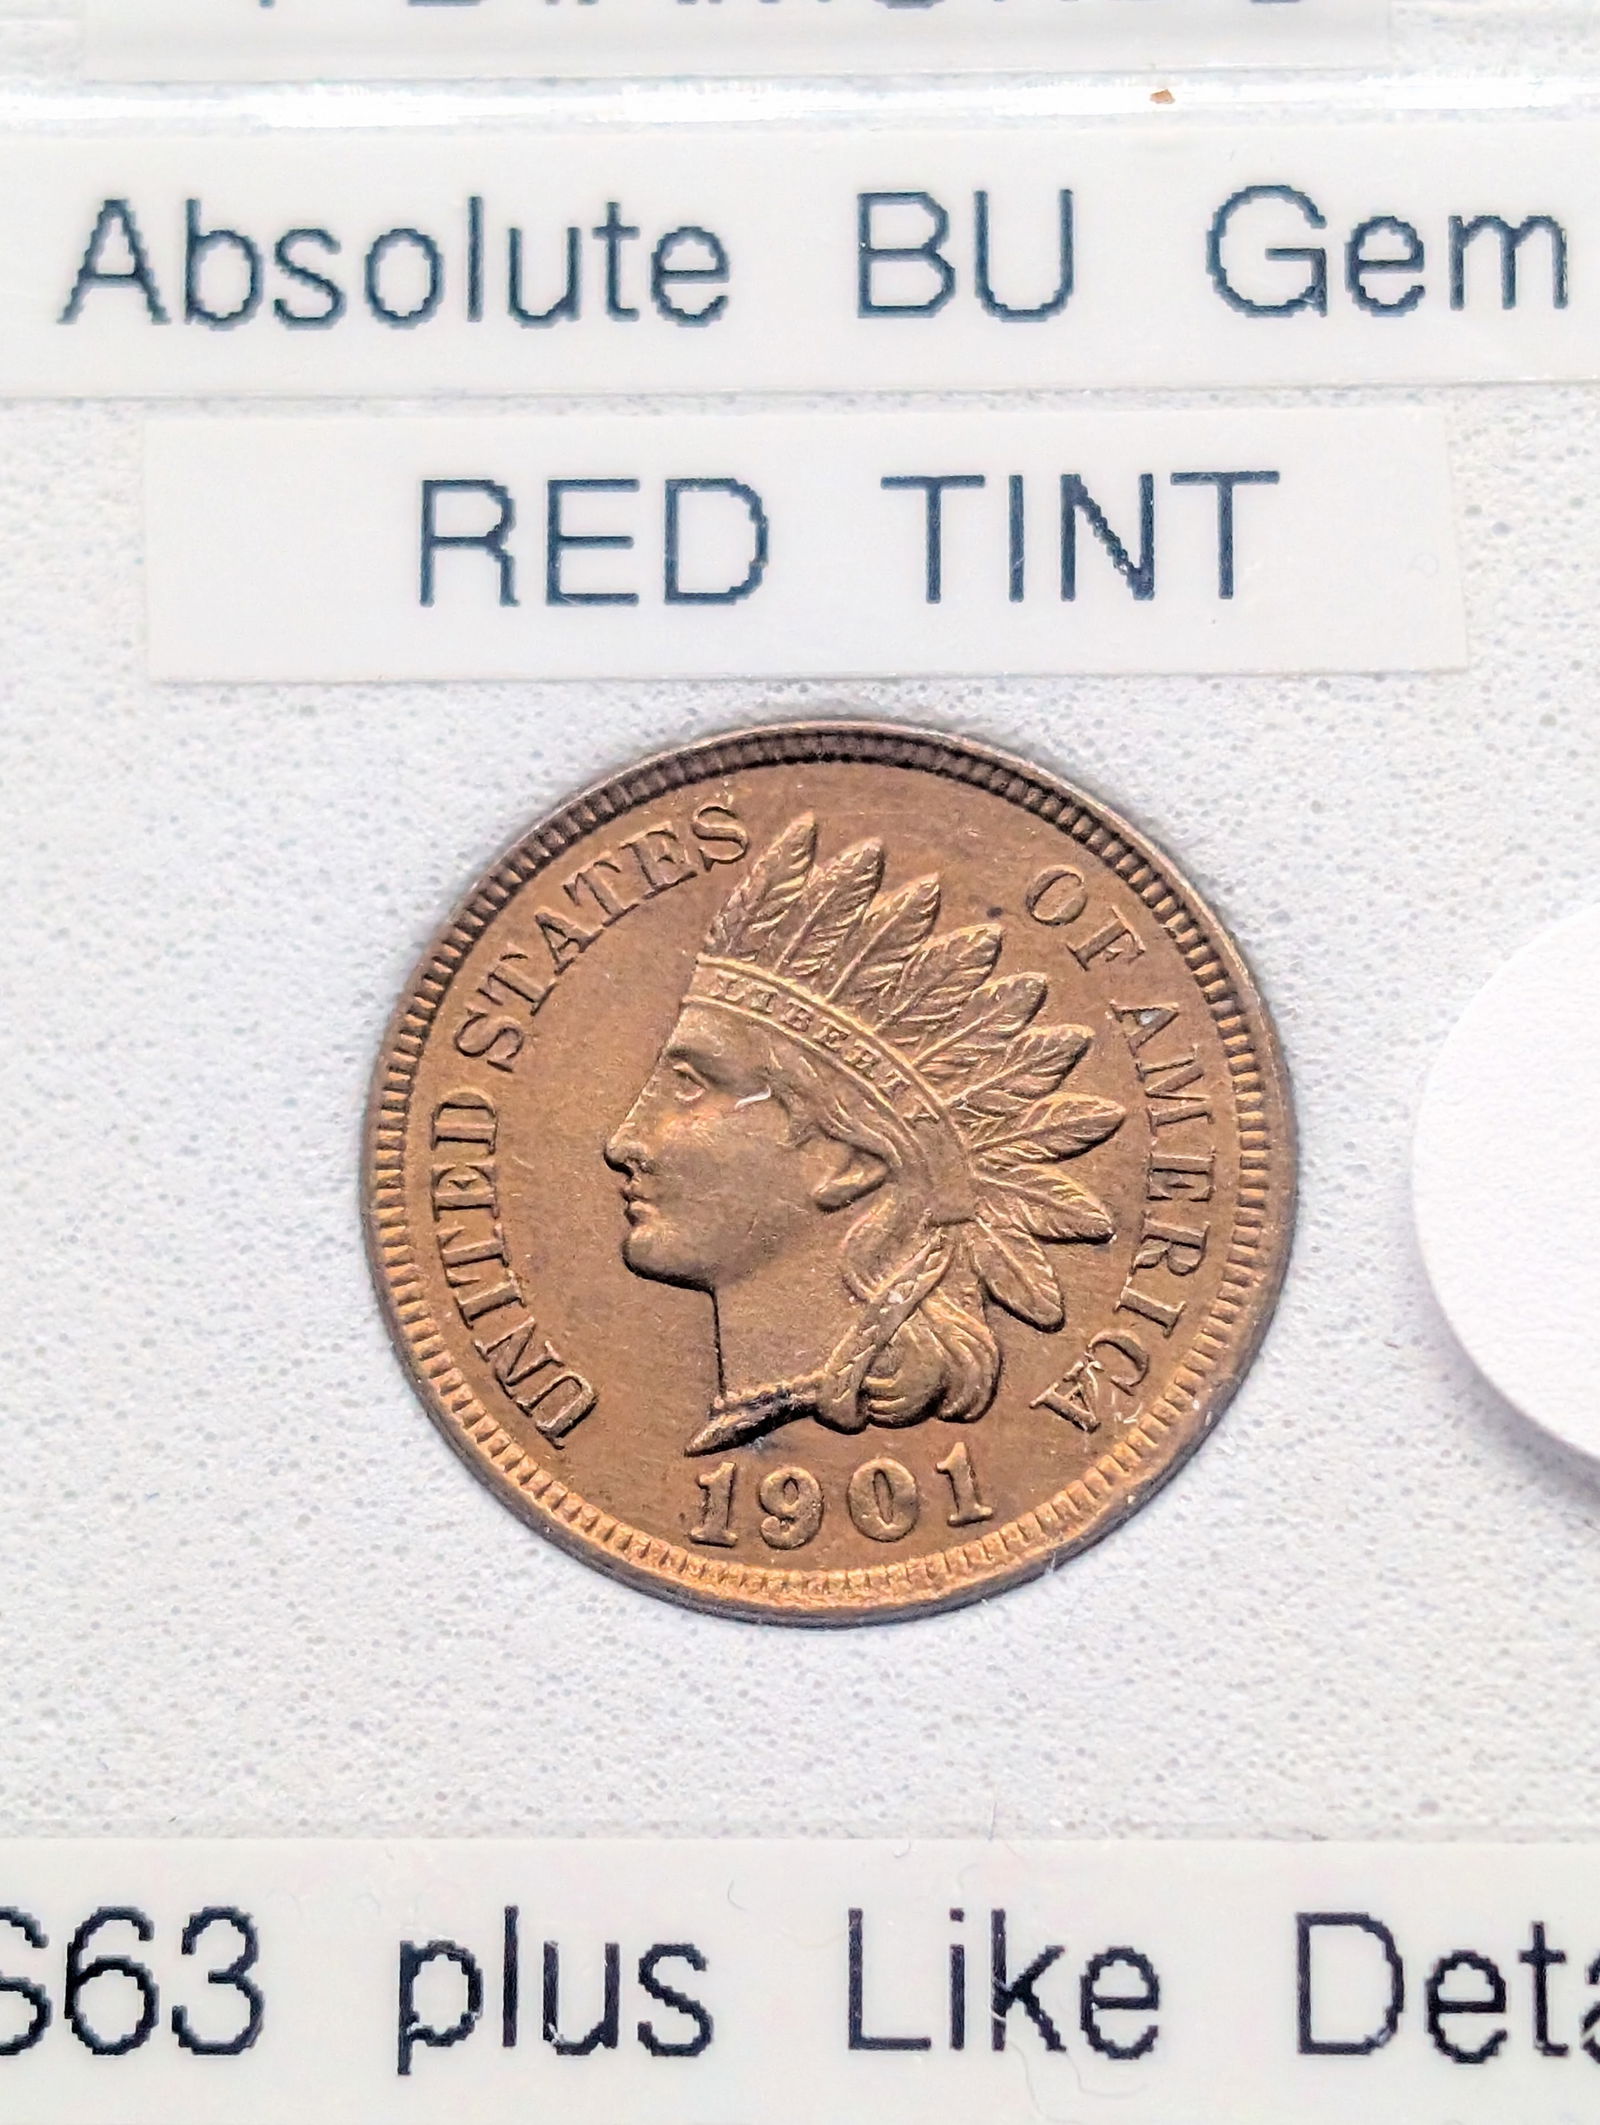 Absolute BU Gem
RED TINT
UNITED STATES OF AMERICA
LIBERTY
1901
S63 plus Like Deta